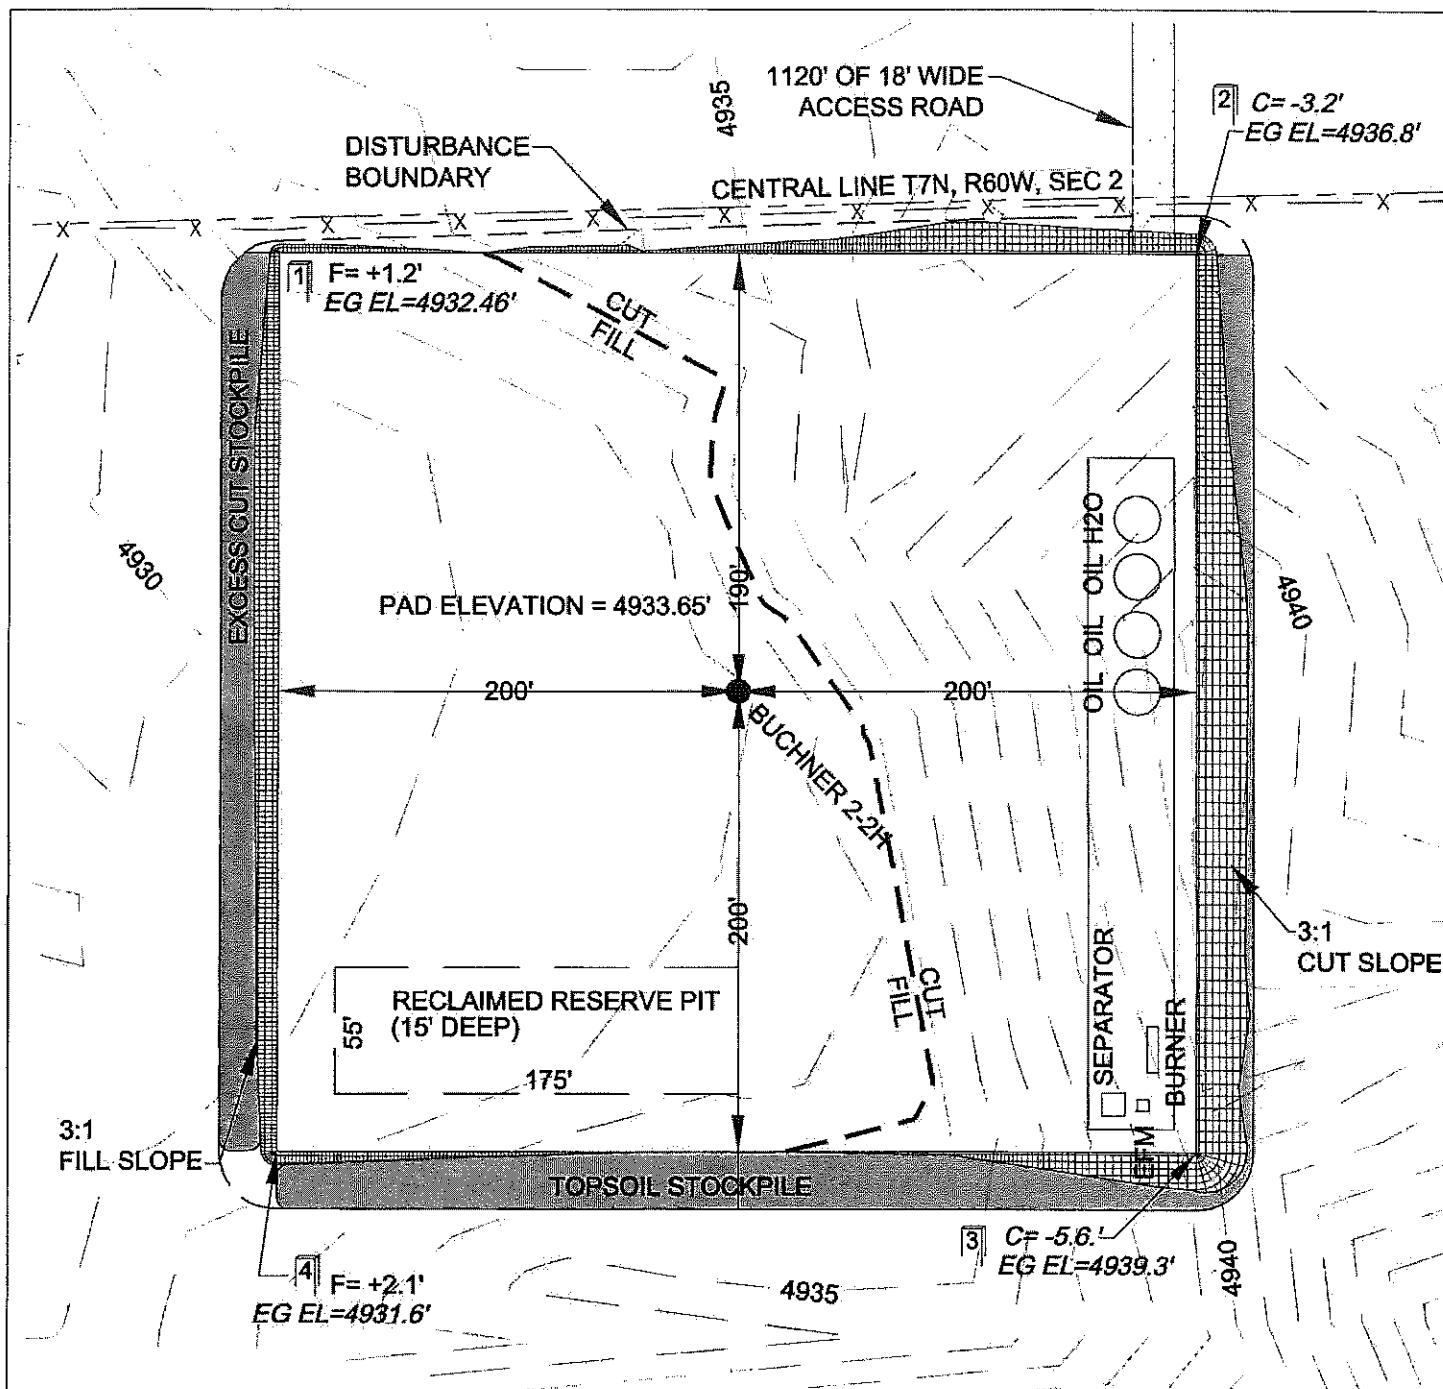 1120' OF 18' WIDE
ACCESS ROAD
4935
2 C= -3.2'
EG EL=4936.8'
DISTURBANCE
BOUNDARY
CENTRAL LINE T7N, R60W, SEC 2
X X X X X X X X X X X
1 F= +1.2'
EG EL=4932.46'
CUT
FILL
EXCESS CUT STOCKPILE
4930
PAD ELEVATION = 4933.65'
190'
OIL OIL OIL H2O
4940
200'
200'
BUCHNER 2-2H
200'
3:1
CUT SLOPE
CUT
FILL
RECLAIMED RESERVE PIT
(15' DEEP)
55'
175'
SEPARATOR
BURNER
EFM
3:1
FILL SLOPE
TOPSOIL STOCKPILE
3 C= -5.6.'
EG EL=4939.3'
4 F= +2.1'
EG EL=4931.6'
4935
4940